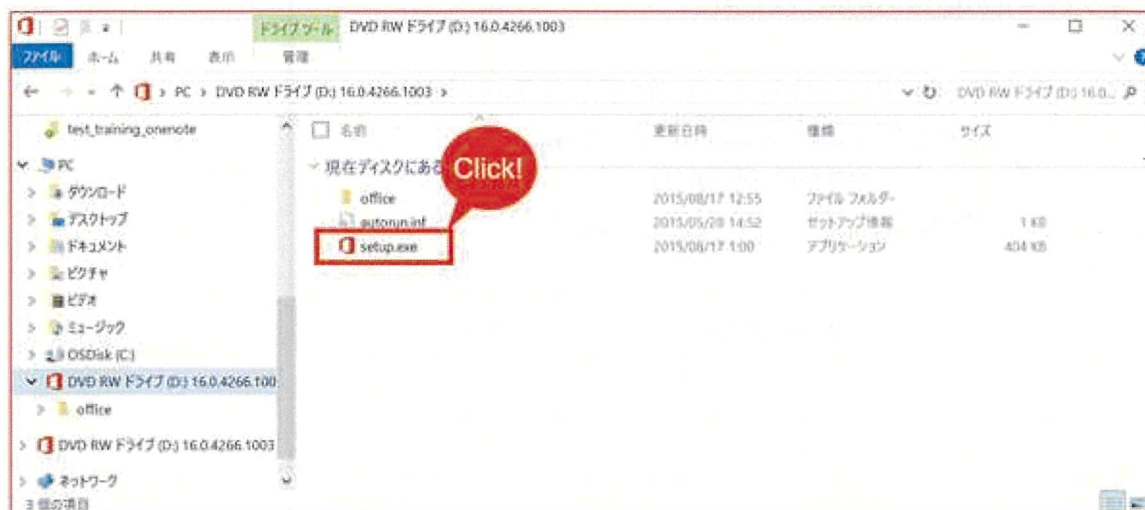 ドライブ ツール DVD RW ドライブ (D:) 16.0.4266.1003
ファイル ホーム 共有 表示 管理
PC › DVD RW ドライブ (D:) 16.0.4266.1003 › DVD RW ドライブ (D:) 16.0...
test_training_onenote
PC
ダウンロード
デスクトップ
ドキュメント
ピクチャ
ビデオ
ミュージック
OSDisk (C:)
DVD RW ドライブ (D:) 16.0.4266.100
office
DVD RW ドライブ (D:) 16.0.4266.1003
ネットワーク
3 個の項目
名前 更新日時 種類 サイズ
現在ディスクにある
Click!
office 2015/08/17 12:55 ファイル フォルダー
autorun.inf 2015/05/28 14:52 セットアップ情報 1 KB
setup.exe 2015/08/17 1:00 アプリケーション 404 KB